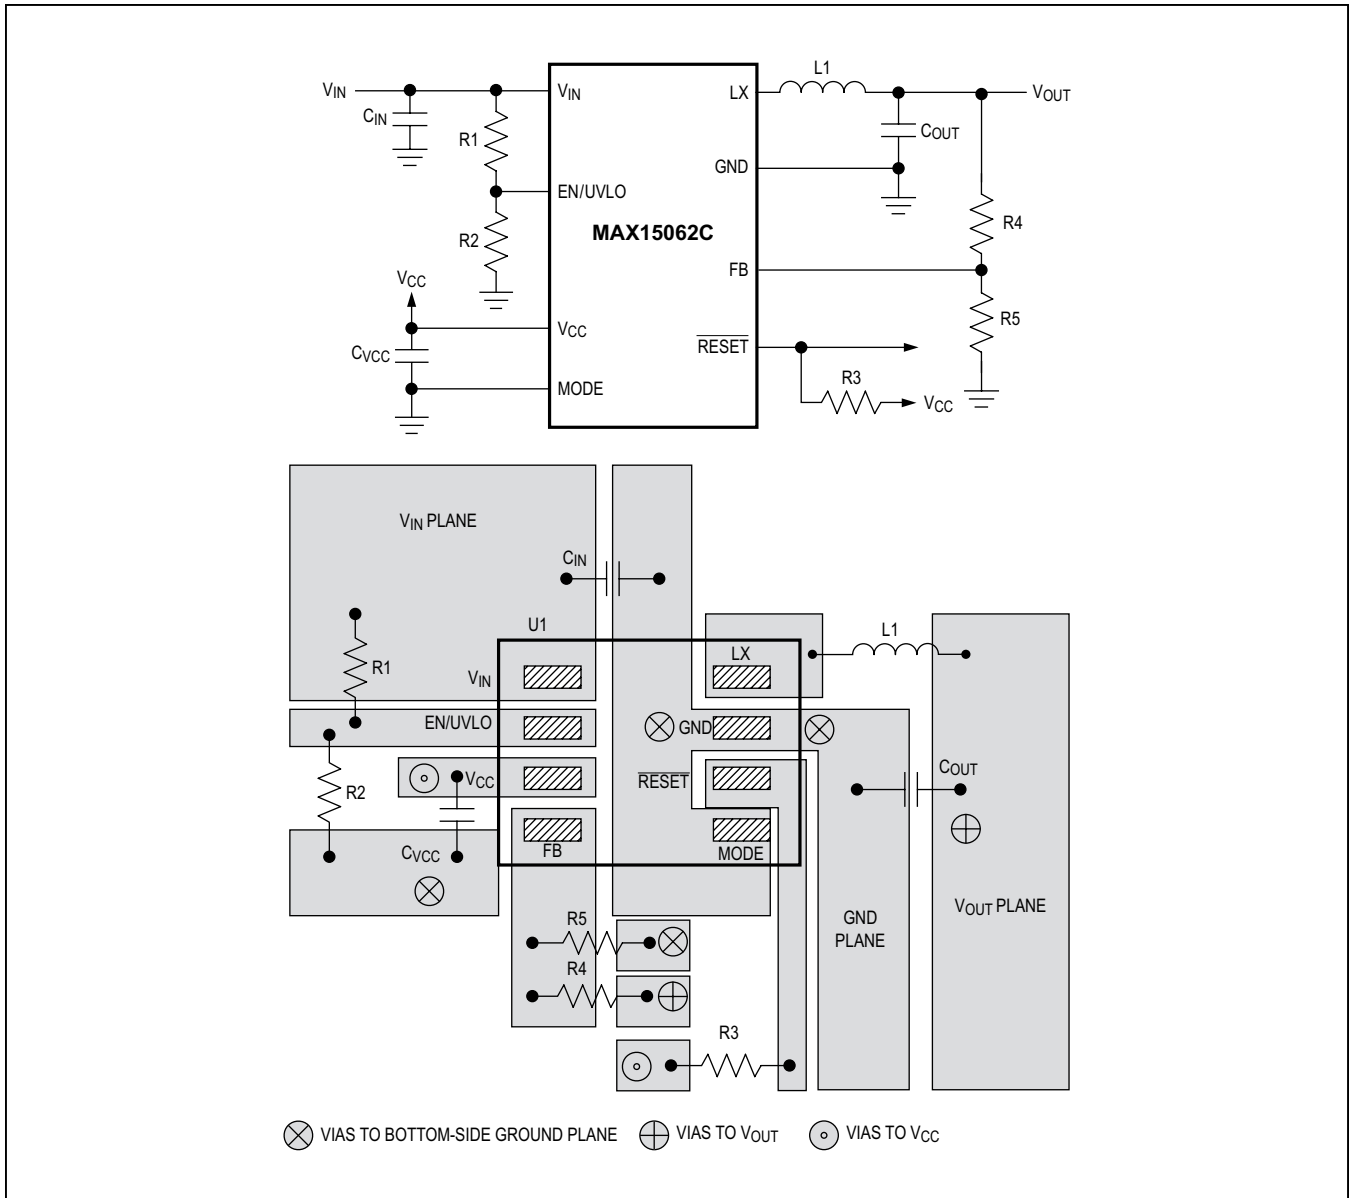 VIN
CIN
R1
R2
VCC
CVCC
VIN
EN/UVLO
VCC
MODE
MAX15062C
LX
GND
FB
RESET
L1
COUT
VOUT
R4
R5
R3
VCC
VIN PLANE
CIN
U1
R1
VIN
LX
L1
EN/UVLO
GND
R2
VCC
RESET
COUT
CVCC
FB
MODE
R5
GND
PLANE
VOUT PLANE
R4
R3
VIAS TO BOTTOM-SIDE GROUND PLANE
VIAS TO VOUT
VIAS TO VCC